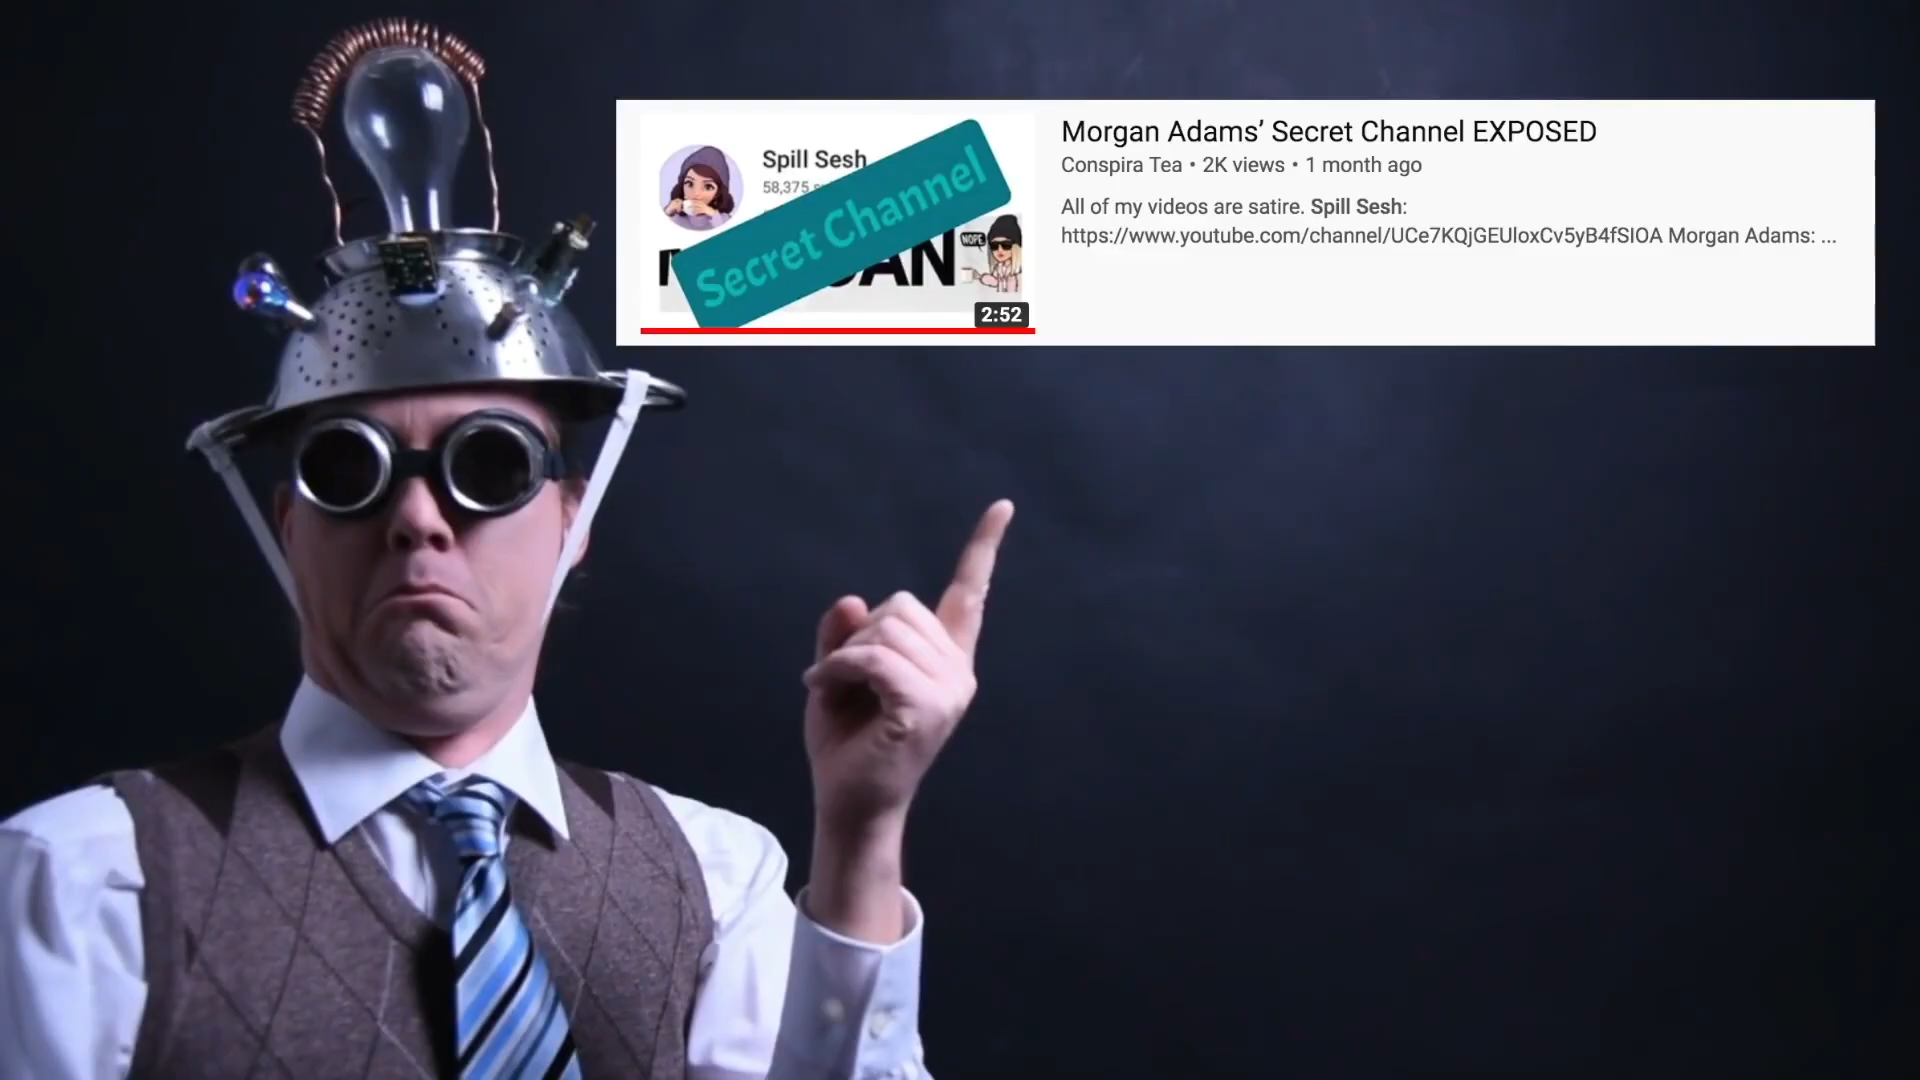 Morgan Adams’ Secret Channel EXPOSED
Conspira Tea • 2K views • 1 month ago
All of my videos are satire. Spill Sesh:
https://www.youtube.com/channel/UCe7KQjGEUloxCv5yB4fSIOA Morgan Adams: ...
Spill Sesh
58,375
Secret Channel
NOPE
2:52